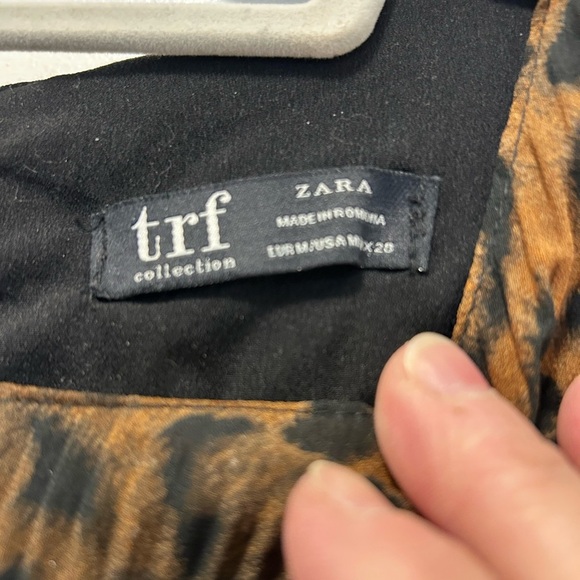 trf
collection
ZARA
MADE IN ROMANIA
EUR M/USA M/MEX 28